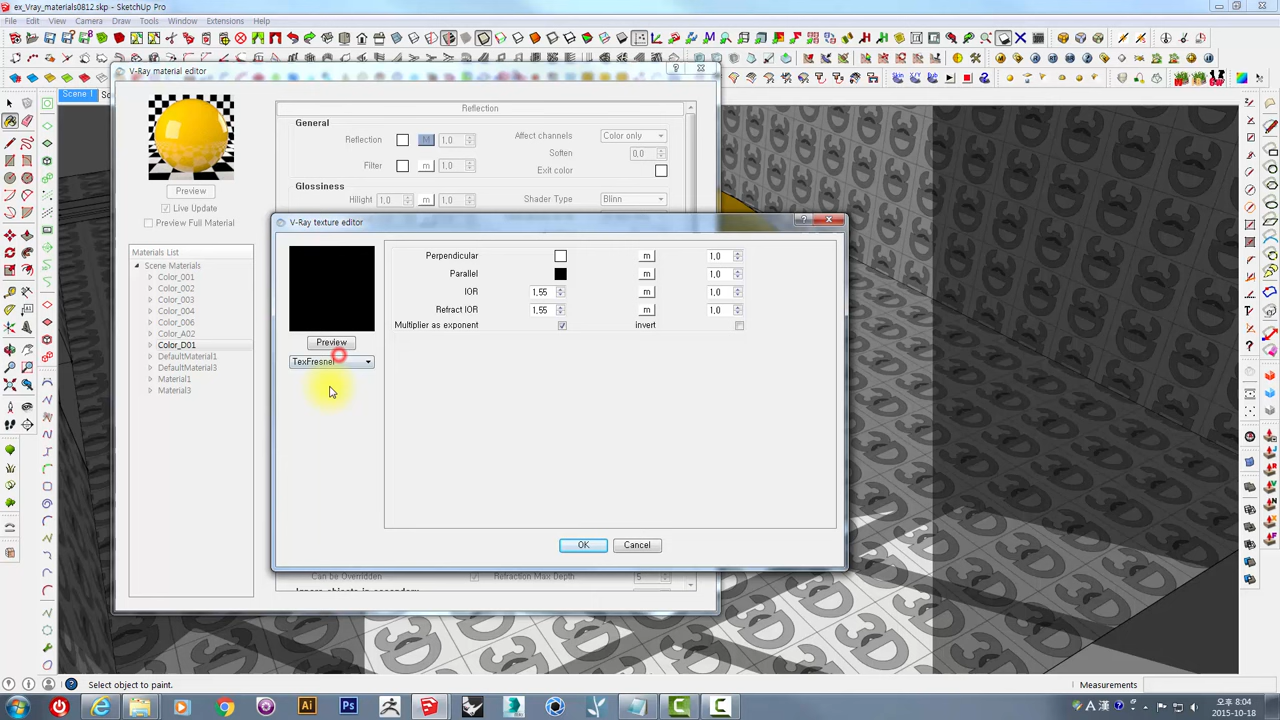 ex_Vray_materials0812.skp - SketchUp Pro
File Edit View Camera Draw Tools Window Extensions Help
Scene 1
V-Ray material editor
Preview
Live Update
Preview Full Material
Materials List
Scene Materials
Color_001
Color_002
Color_003
Color_004
Color_006
Color_A02
Color_D01
DefaultMaterial1
DefaultMaterial3
Material1
Material3
Reflection
General
Reflection M 1.0 Affect channels Color only
Soften 0.0
Filter m 1.0 Exit color
Glossiness
Hilight 1.0 m 1.0 Shader Type Blinn
V-Ray texture editor
Preview
TexFresnel
Perpendicular m 1.0
Parallel m 1.0
IOR 1.55 m 1.0
Refract IOR 1.55 m 1.0
Multiplier as exponent Invert
OK Cancel
Can be Overridden Refraction Max Depth 5
3D
Select object to paint.
Measurements
A 漢
오후 8:04
2015-10-18